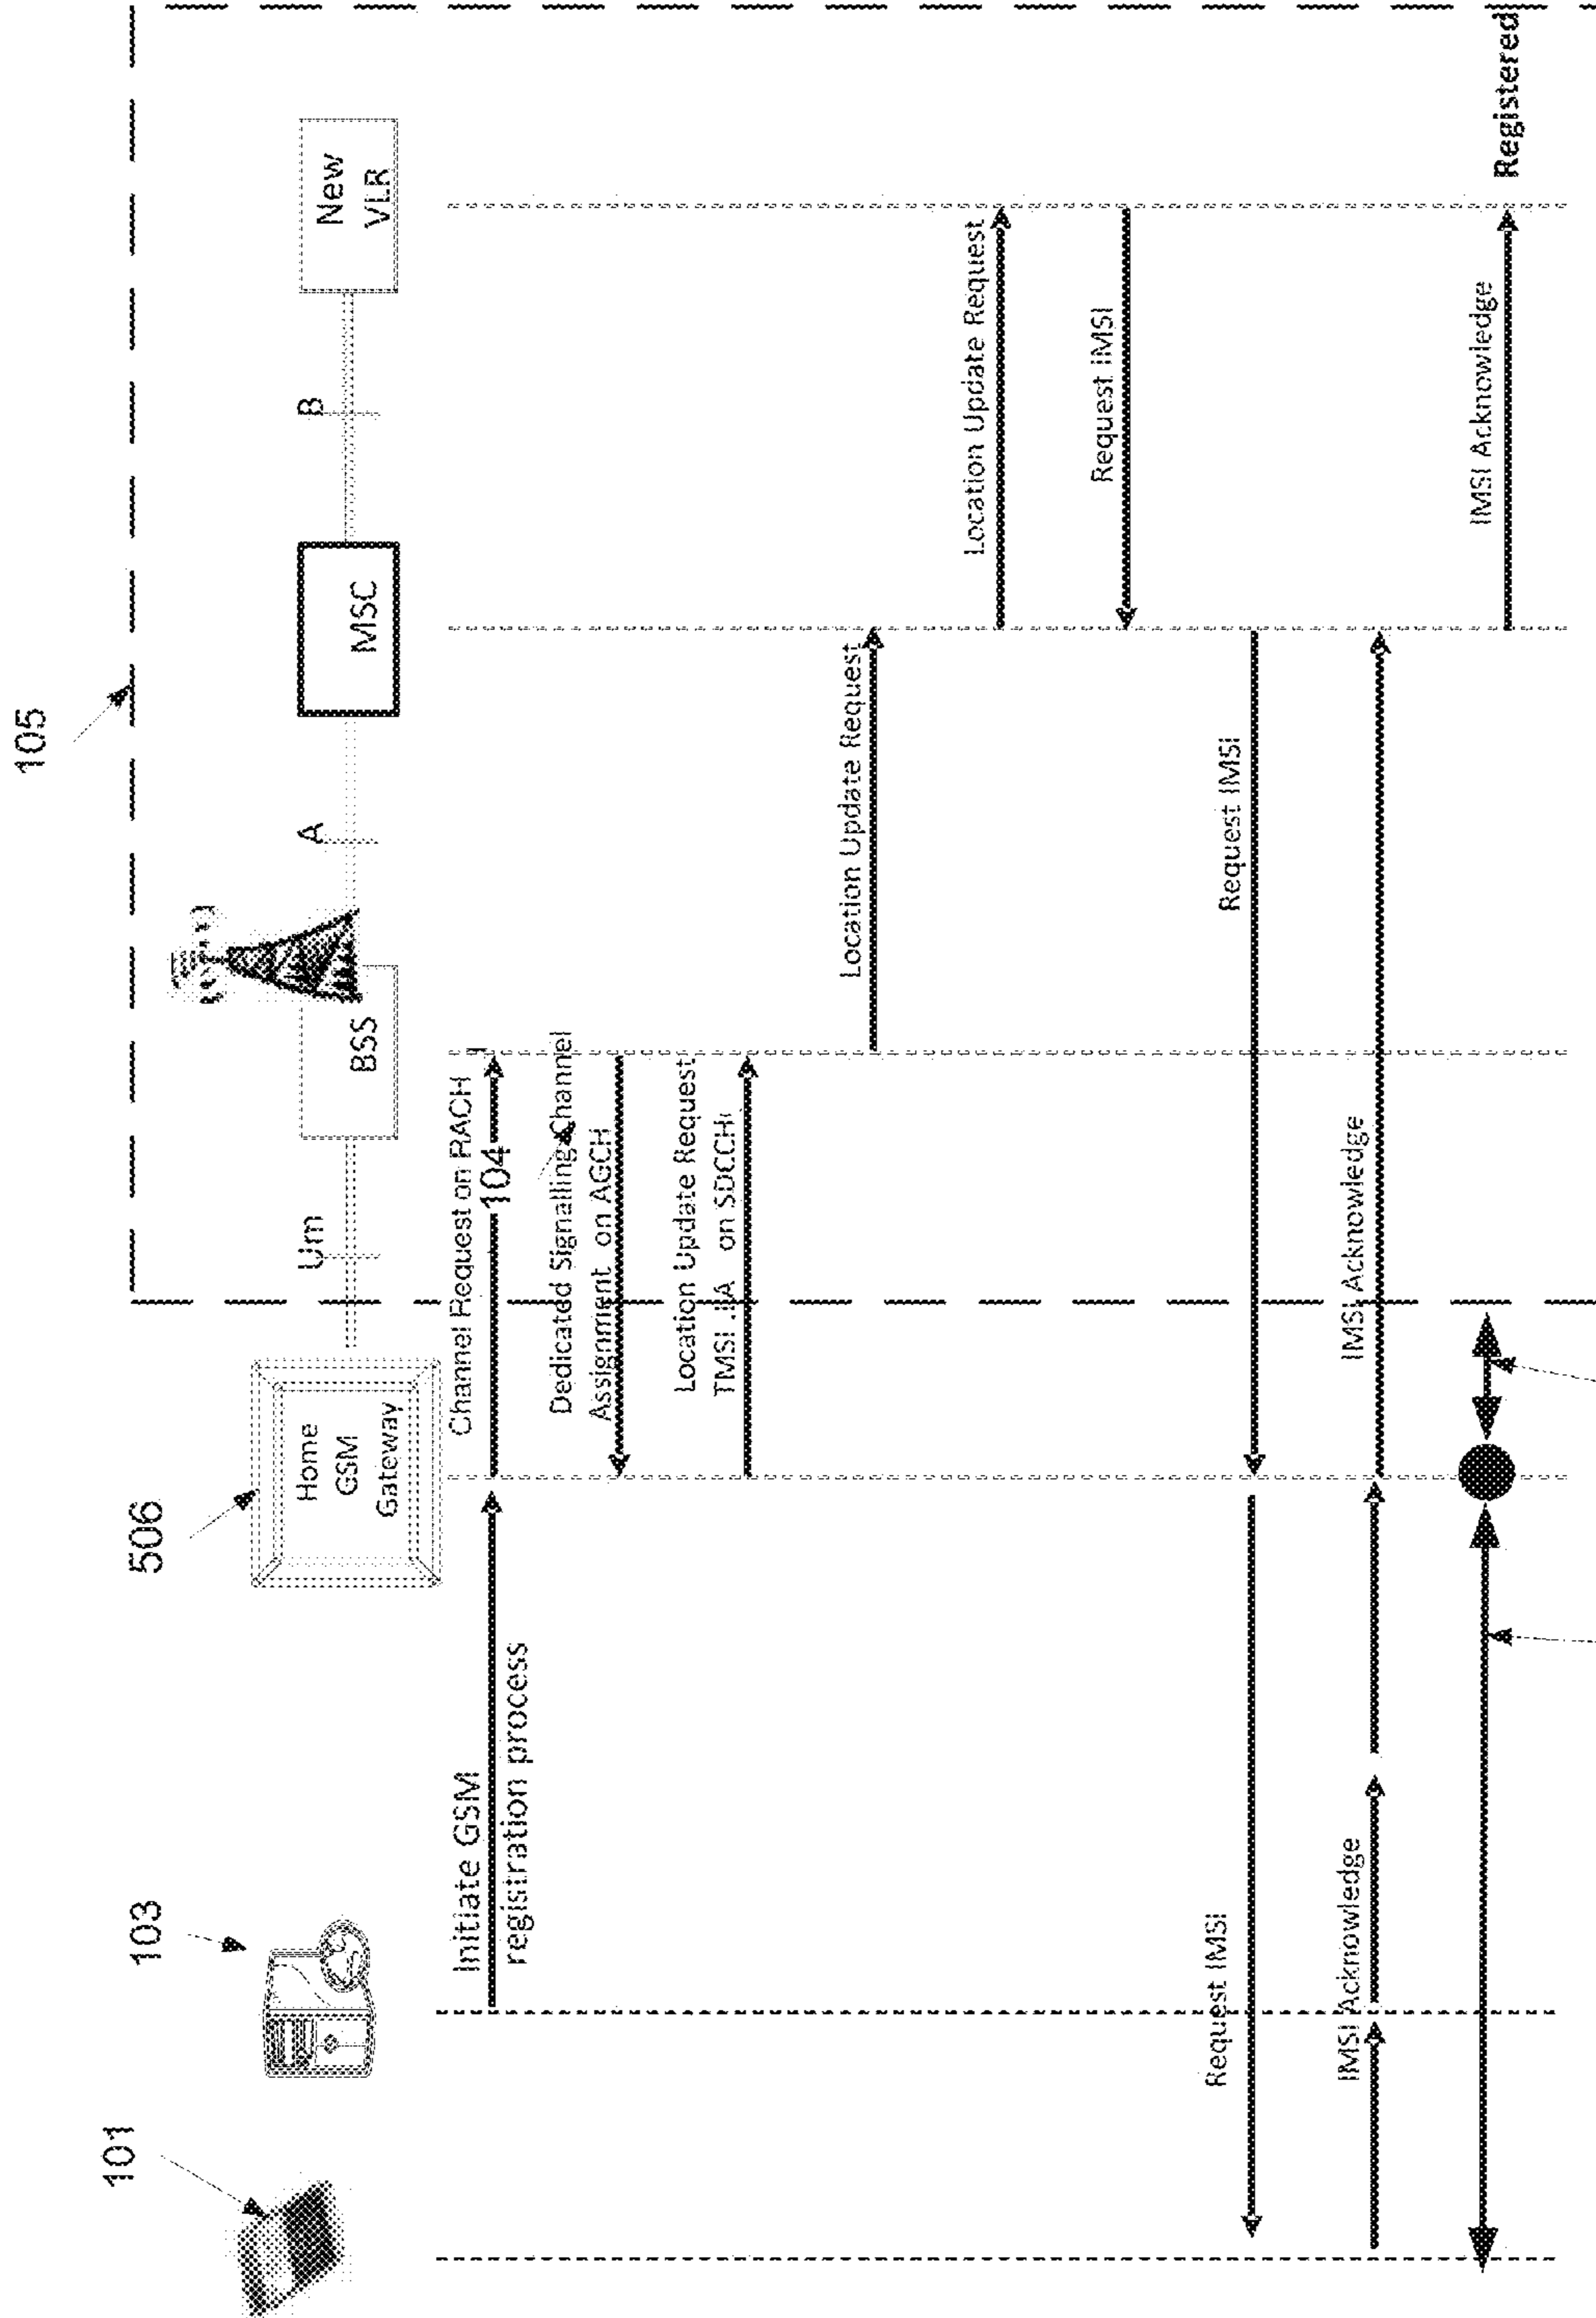 105
506
103
101
Home
GSM
Gateway
Um
BSS
A
MSC
B
New
VLR
Initiate GSM
registration process
Channel Request on RACH
104
Dedicated Signalling Channel
Assignment on AGCH
Location Update Request
TMSI on SDCCH
Location Update Request
Location Update Request
Request IMSI
Request IMSI
Request IMSI
IMSI Acknowledge
IMSI Acknowledge
IMSI Acknowledge
Registered